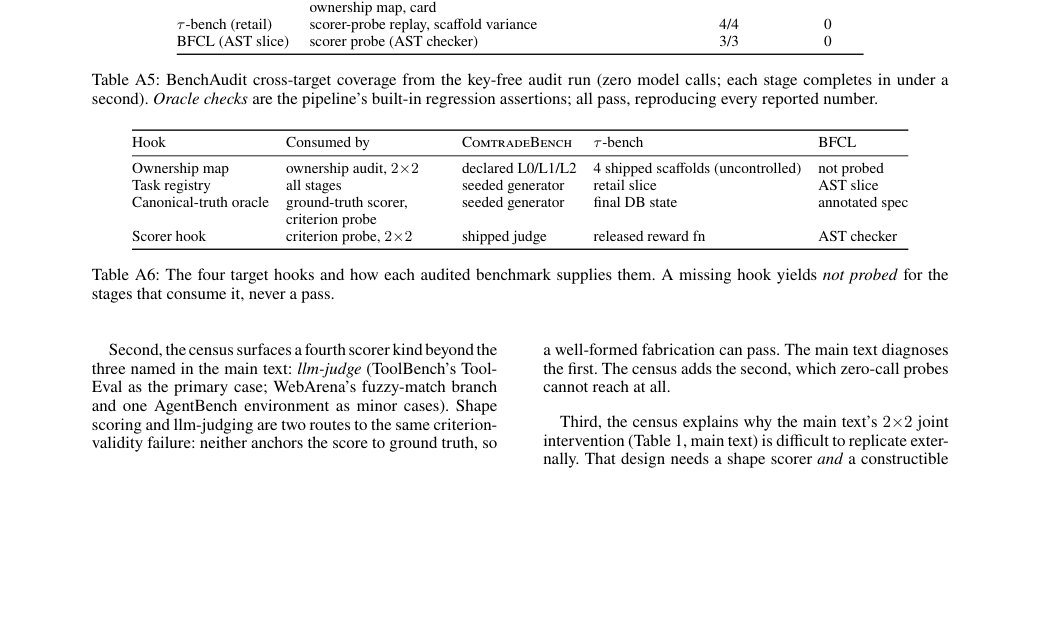 ownership map, card
τ-bench (retail) scorer-probe replay, scaffold variance 4/4 0
BFCL (AST slice) scorer probe (AST checker) 3/3 0
Table A5: BenchAudit cross-target coverage from the key-free audit run (zero model calls; each stage completes in under a
second). Oracle checks are the pipeline's built-in regression assertions; all pass, reproducing every reported number.
Hook Consumed by COMTRADEBENCH τ-bench BFCL
Ownership map ownership audit, 2×2 declared L0/L1/L2 4 shipped scaffolds (uncontrolled) not probed
Task registry all stages seeded generator retail slice AST slice
Canonical-truth oracle ground-truth scorer, seeded generator final DB state annotated spec
criterion probe
Scorer hook criterion probe, 2×2 shipped judge released reward fn AST checker
Table A6: The four target hooks and how each audited benchmark supplies them. A missing hook yields not probed for the
stages that consume it, never a pass.
Second, the census surfaces a fourth scorer kind beyond the
three named in the main text: llm-judge (ToolBench's Tool-
Eval as the primary case; WebArena's fuzzy-match branch
and one AgentBench environment as minor cases). Shape
scoring and llm-judging are two routes to the same criterion-
validity failure: neither anchors the score to ground truth, so
a well-formed fabrication can pass. The main text diagnoses
the first. The census adds the second, which zero-call probes
cannot reach at all.
Third, the census explains why the main text's 2×2 joint
intervention (Table 1, main text) is difficult to replicate exter-
nally. That design needs a shape scorer and a constructible